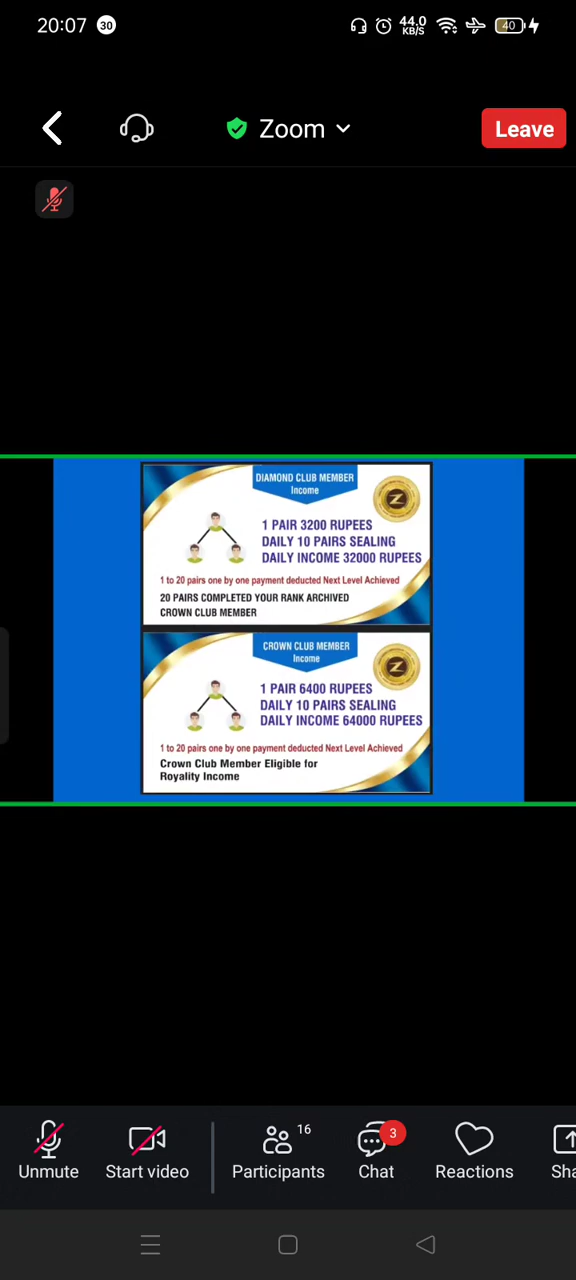 20:07 30 44.0 KB/S 40
Zoom Leave
DIAMOND CLUB MEMBER
Income
1 PAIR 3200 RUPEES
DAILY 10 PAIRS SEALING
DAILY INCOME 32000 RUPEES
1 to 20 pairs one by one payment deducted Next Level Achieved
20 PAIRS COMPLETED YOUR RANK ARCHIVED
CROWN CLUB MEMBER
CROWN CLUB MEMBER
Income
1 PAIR 6400 RUPEES
DAILY 10 PAIRS SEALING
DAILY INCOME 64000 RUPEES
1 to 20 pairs one by one payment deducted Next Level Achieved
Crown Club Member Eligible for
Royality Income
16 3
Unmute Start video Participants Chat Reactions Sha